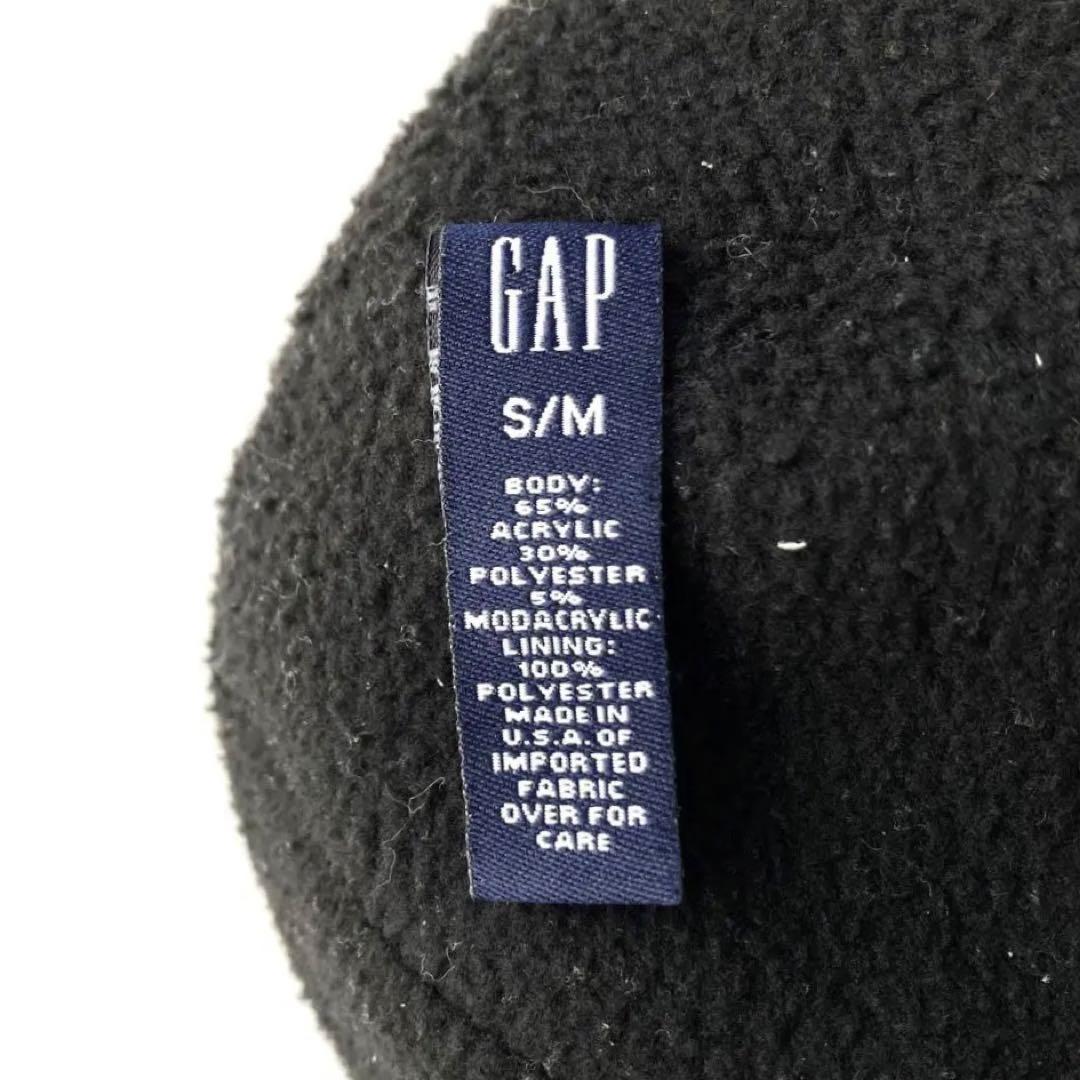 GAP
S/M
BODY:
65%
ACRYLIC
30%
POLYESTER
5%
MODACRYLIC
LINING:
100%
POLYESTER
MADE IN
U.S.A. OF
IMPORTED
FABRIC
OVER FOR
CARE